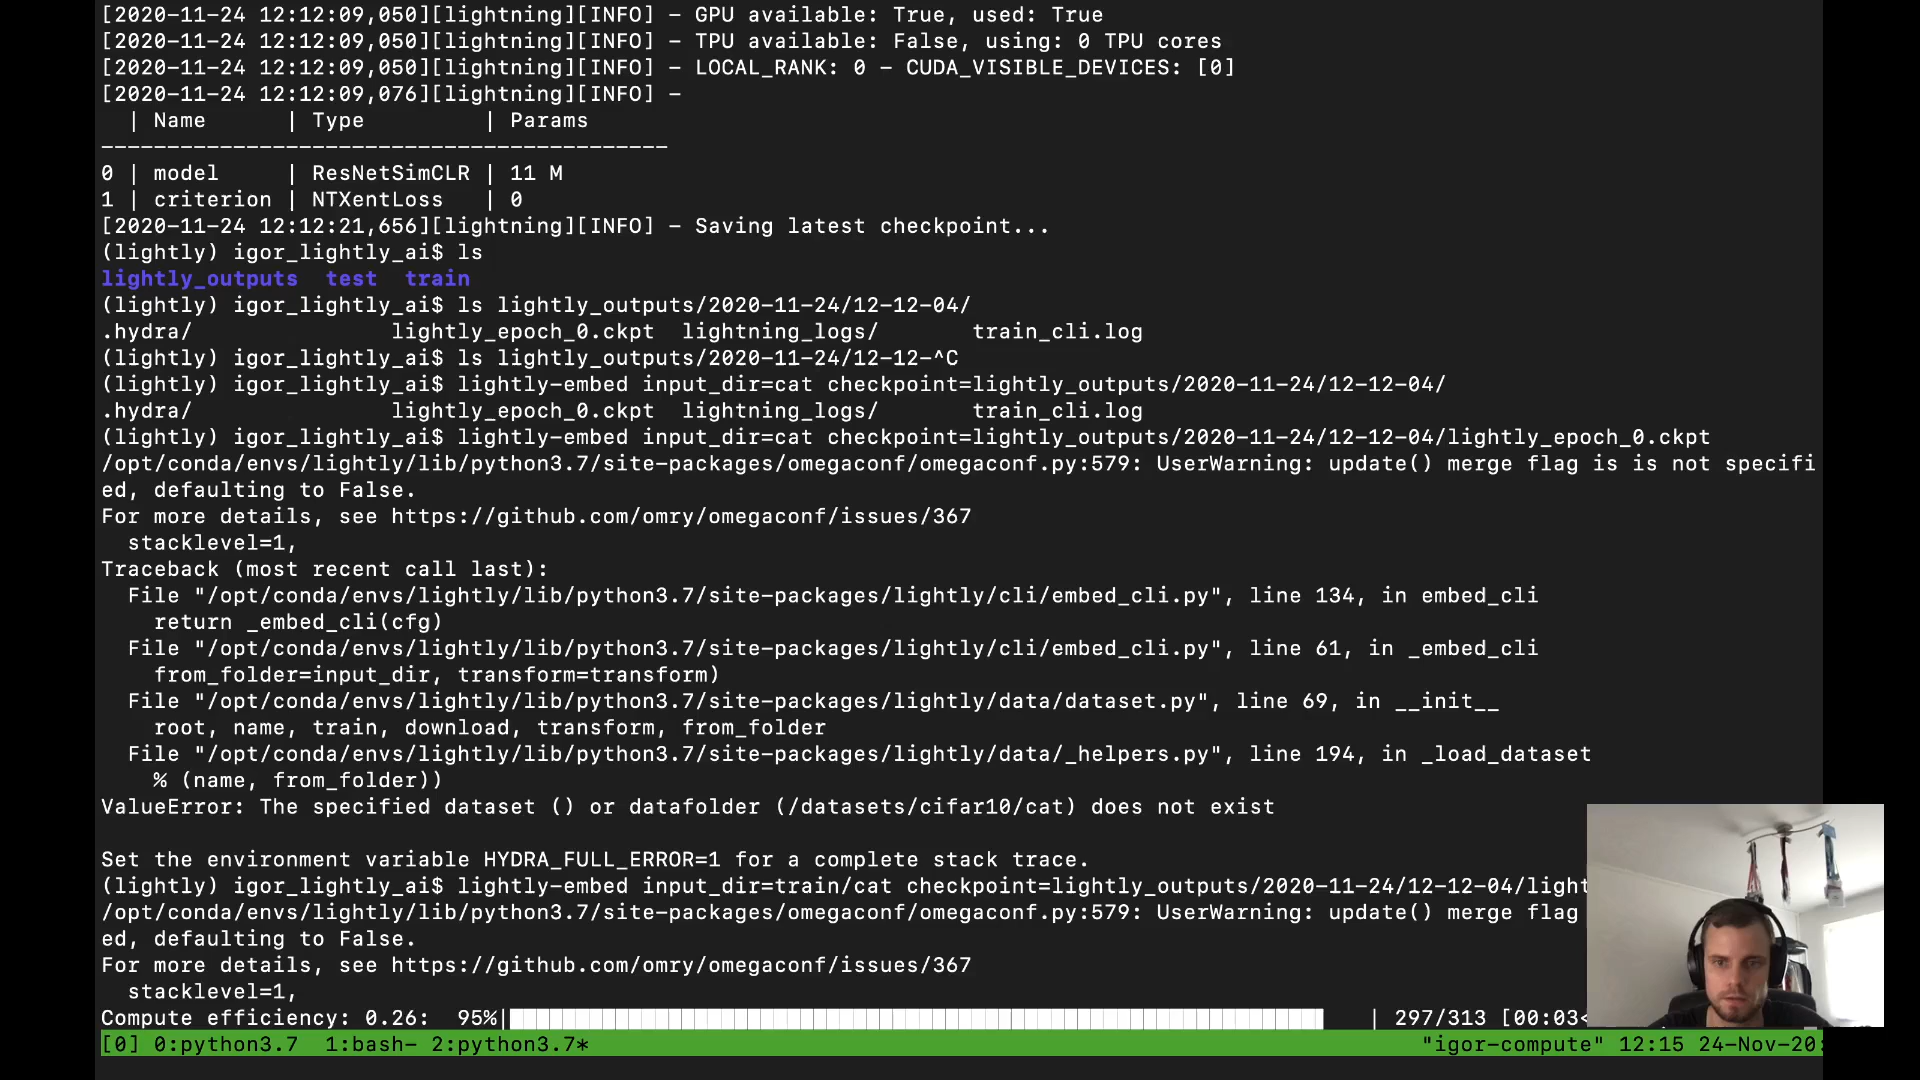 [2020-11-24 12:12:09,050][lightning][INFO] - GPU available: True, used: True
[2020-11-24 12:12:09,050][lightning][INFO] - TPU available: False, using: 0 TPU cores
[2020-11-24 12:12:09,050][lightning][INFO] - LOCAL_RANK: 0 - CUDA_VISIBLE_DEVICES: [0]
[2020-11-24 12:12:09,076][lightning][INFO] -
  | Name      | Type         | Params
-------------------------------------------
0 | model     | ResNetSimCLR | 11 M
1 | criterion | NTXentLoss   | 0
[2020-11-24 12:12:21,656][lightning][INFO] - Saving latest checkpoint...
(lightly) igor_lightly_ai$ ls
lightly_outputs  test  train
(lightly) igor_lightly_ai$ ls lightly_outputs/2020-11-24/12-12-04/
.hydra/               lightly_epoch_0.ckpt  lightning_logs/       train_cli.log
(lightly) igor_lightly_ai$ ls lightly_outputs/2020-11-24/12-12-^C
(lightly) igor_lightly_ai$ lightly-embed input_dir=cat checkpoint=lightly_outputs/2020-11-24/12-12-04/
.hydra/               lightly_epoch_0.ckpt  lightning_logs/       train_cli.log
(lightly) igor_lightly_ai$ lightly-embed input_dir=cat checkpoint=lightly_outputs/2020-11-24/12-12-04/lightly_epoch_0.ckpt
/opt/conda/envs/lightly/lib/python3.7/site-packages/omegaconf/omegaconf.py:579: UserWarning: update() merge flag is is not specifi
ed, defaulting to False.
For more details, see https://github.com/omry/omegaconf/issues/367
  stacklevel=1,
Traceback (most recent call last):
  File "/opt/conda/envs/lightly/lib/python3.7/site-packages/lightly/cli/embed_cli.py", line 134, in embed_cli
    return _embed_cli(cfg)
  File "/opt/conda/envs/lightly/lib/python3.7/site-packages/lightly/cli/embed_cli.py", line 61, in _embed_cli
    from_folder=input_dir, transform=transform)
  File "/opt/conda/envs/lightly/lib/python3.7/site-packages/lightly/data/dataset.py", line 69, in __init__
    root, name, train, download, transform, from_folder
  File "/opt/conda/envs/lightly/lib/python3.7/site-packages/lightly/data/_helpers.py", line 194, in _load_dataset
    % (name, from_folder))
ValueError: The specified dataset () or datafolder (/datasets/cifar10/cat) does not exist
Set the environment variable HYDRA_FULL_ERROR=1 for a complete stack trace.
(lightly) igor_lightly_ai$ lightly-embed input_dir=train/cat checkpoint=lightly_outputs/2020-11-24/12-12-04/light
/opt/conda/envs/lightly/lib/python3.7/site-packages/omegaconf/omegaconf.py:579: UserWarning: update() merge flag
ed, defaulting to False.
For more details, see https://github.com/omry/omegaconf/issues/367
  stacklevel=1,
Compute efficiency: 0.26:  95%|    | 297/313 [00:03<
[0] 0:python3.7  1:bash- 2:python3.7*    "igor-compute" 12:15 24-Nov-20